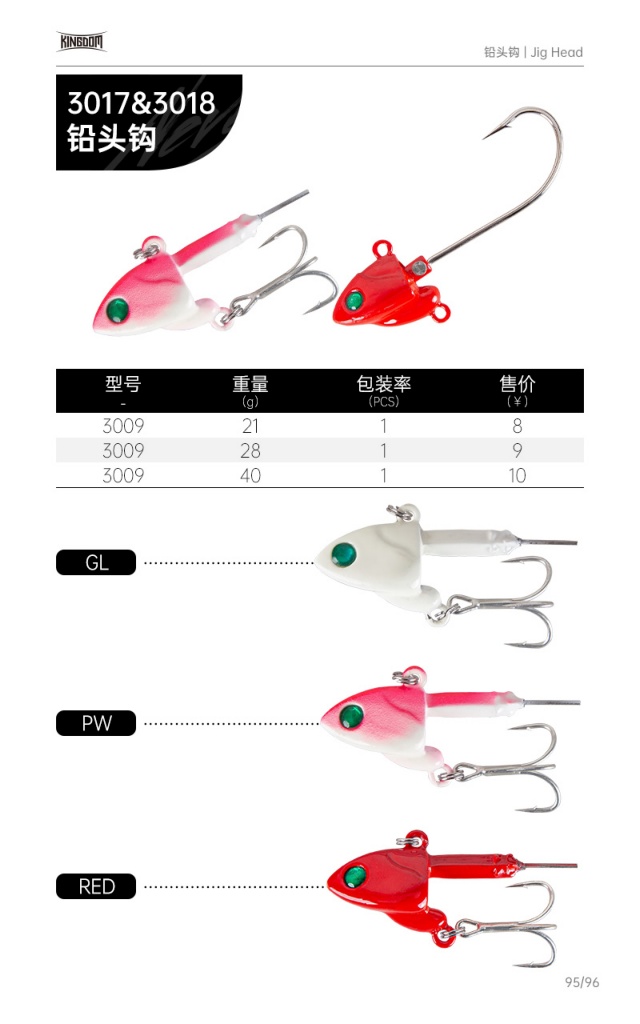 KINGDOM
铅头钩 | Jig Head
3017&3018
铅头钩
型号 重量 包装率 售价
- (g) (PCS) (￥)
3009 21 1 8
3009 28 1 9
3009 40 1 10
GL
PW
RED
95/96